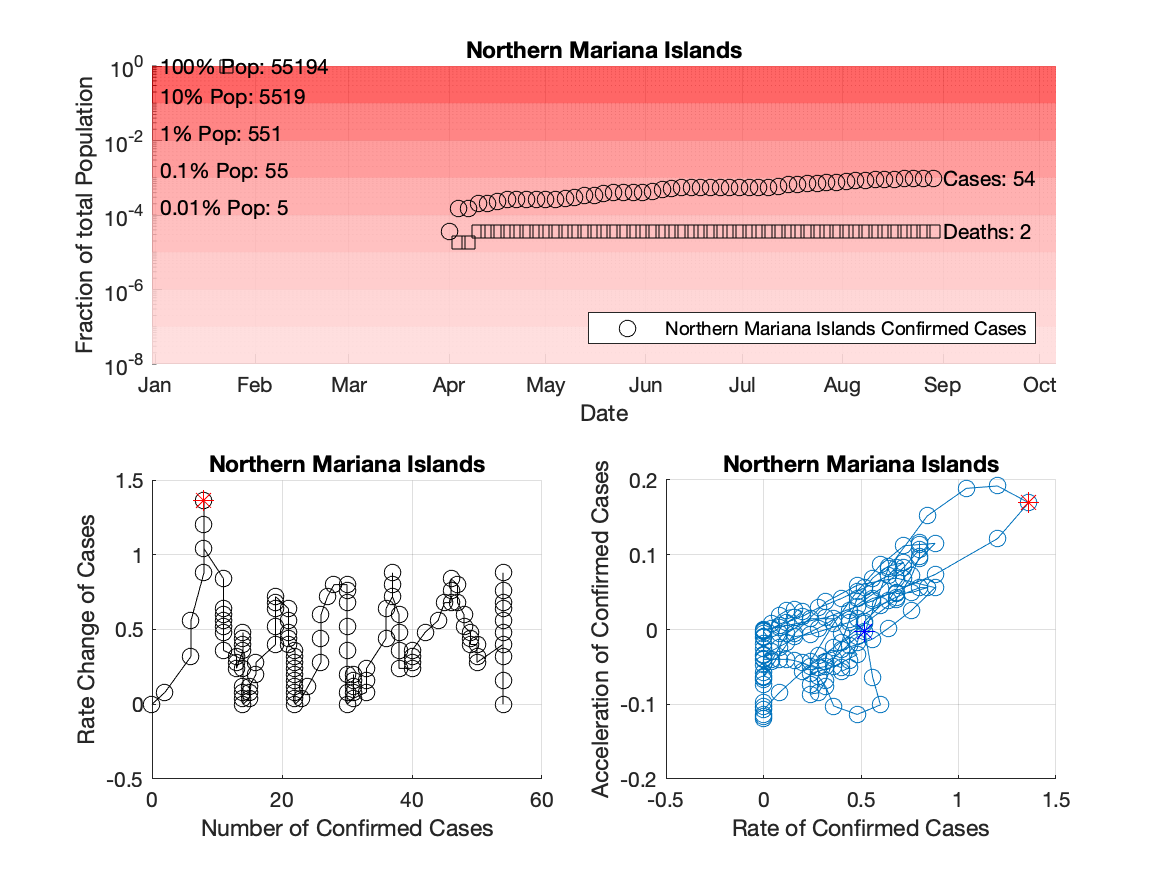 Northern Mariana Islands
Fraction of total Population
10^0
10^-2
10^-4
10^-6
10^-8
100% Pop: 55194
10% Pop: 5519
1% Pop: 551
0.1% Pop: 55
0.01% Pop: 5
Cases: 54
Deaths: 2
Northern Mariana Islands Confirmed Cases
Jan Feb Mar Apr May Jun Jul Aug Sep Oct
Date
Northern Mariana Islands
Rate Change of Cases
1.5
1
0.5
0
-0.5
0 20 40 60
Number of Confirmed Cases
Northern Mariana Islands
Acceleration of Confirmed Cases
0.2
0.1
0
-0.1
-0.2
-0.5 0 0.5 1 1.5
Rate of Confirmed Cases